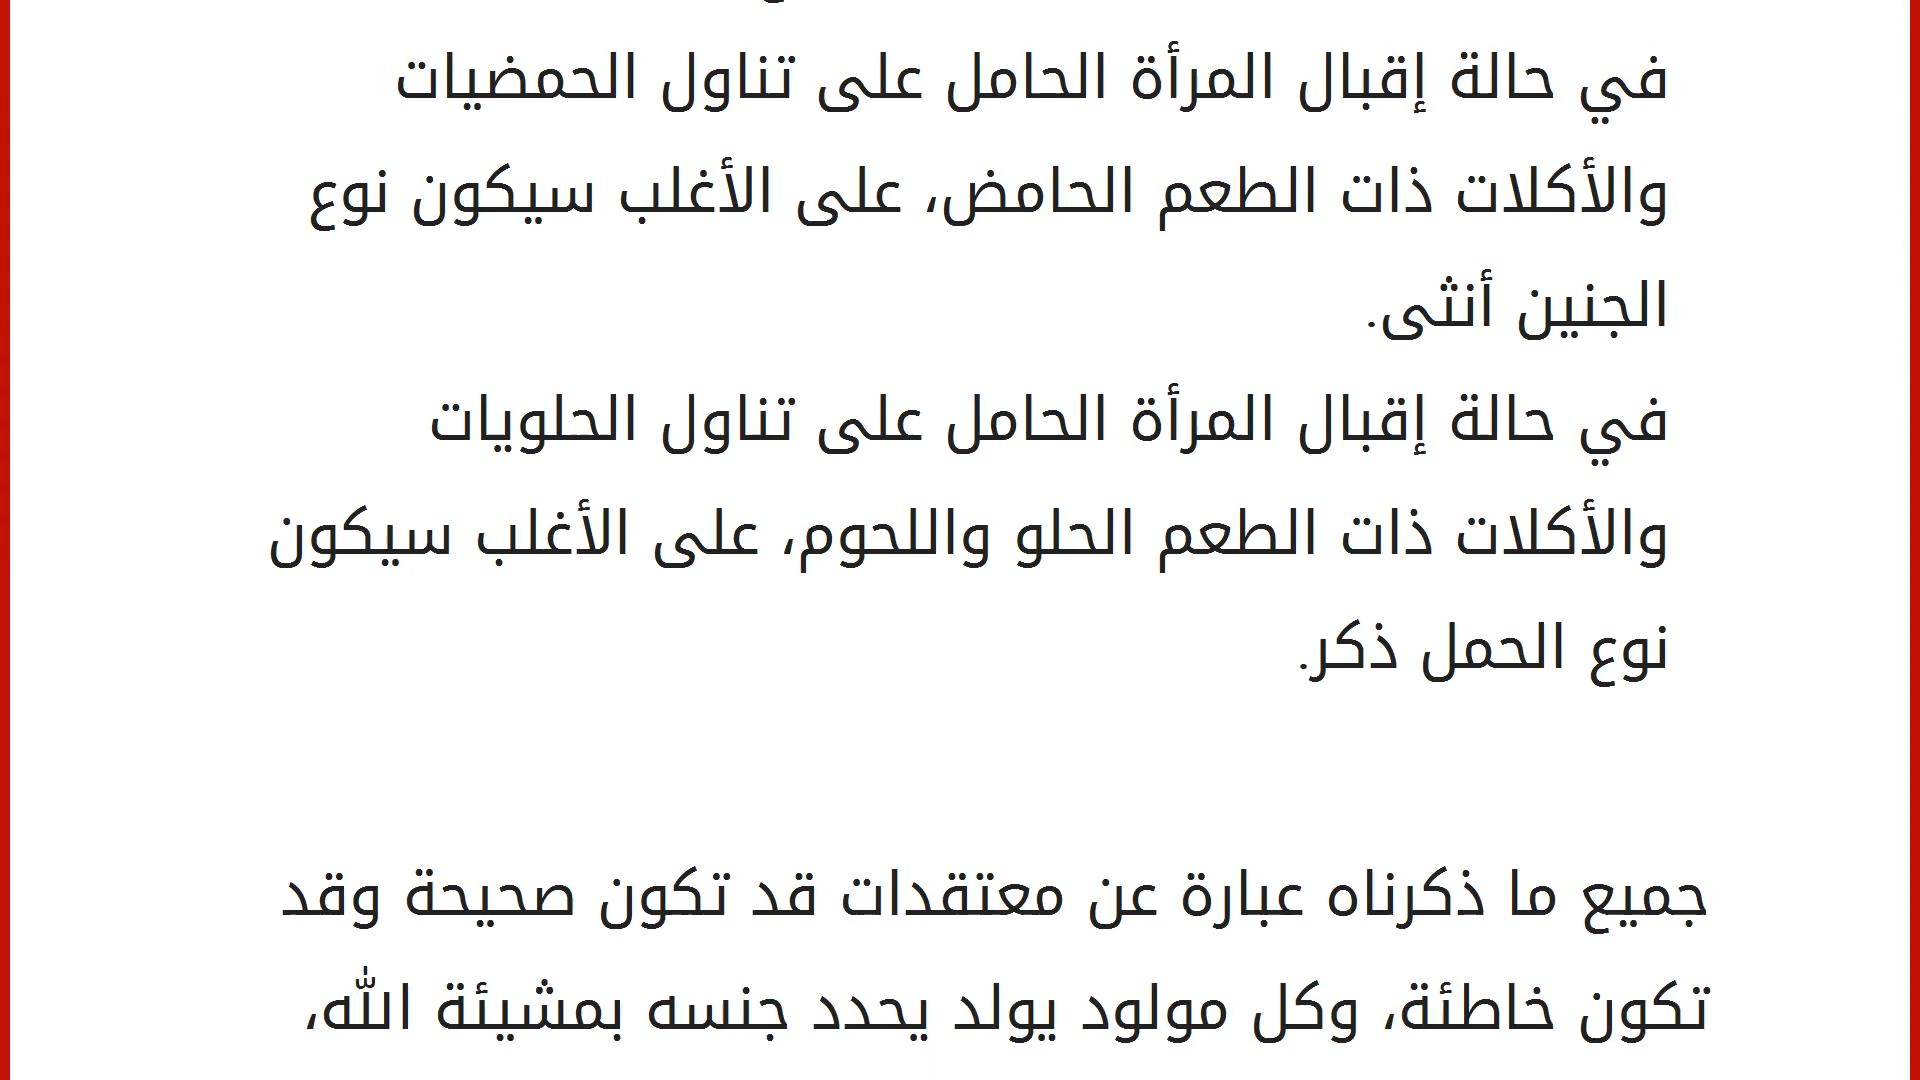 في حالة إقبال المرأة الحامل على تناول الحمضيات
والأكلات ذات الطعم الحامض، على الأغلب سيكون نوع
الجنين أنثى.
في حالة إقبال المرأة الحامل على تناول الحلويات
والأكلات ذات الطعم الحلو واللحوم، على الأغلب سيكون
نوع الحمل ذكر.
جميع ما ذكرناه عبارة عن معتقدات قد تكون صحيحة وقد
تكون خاطئة، وكل مولود يولد يحدد جنسه بمشيئة الله،